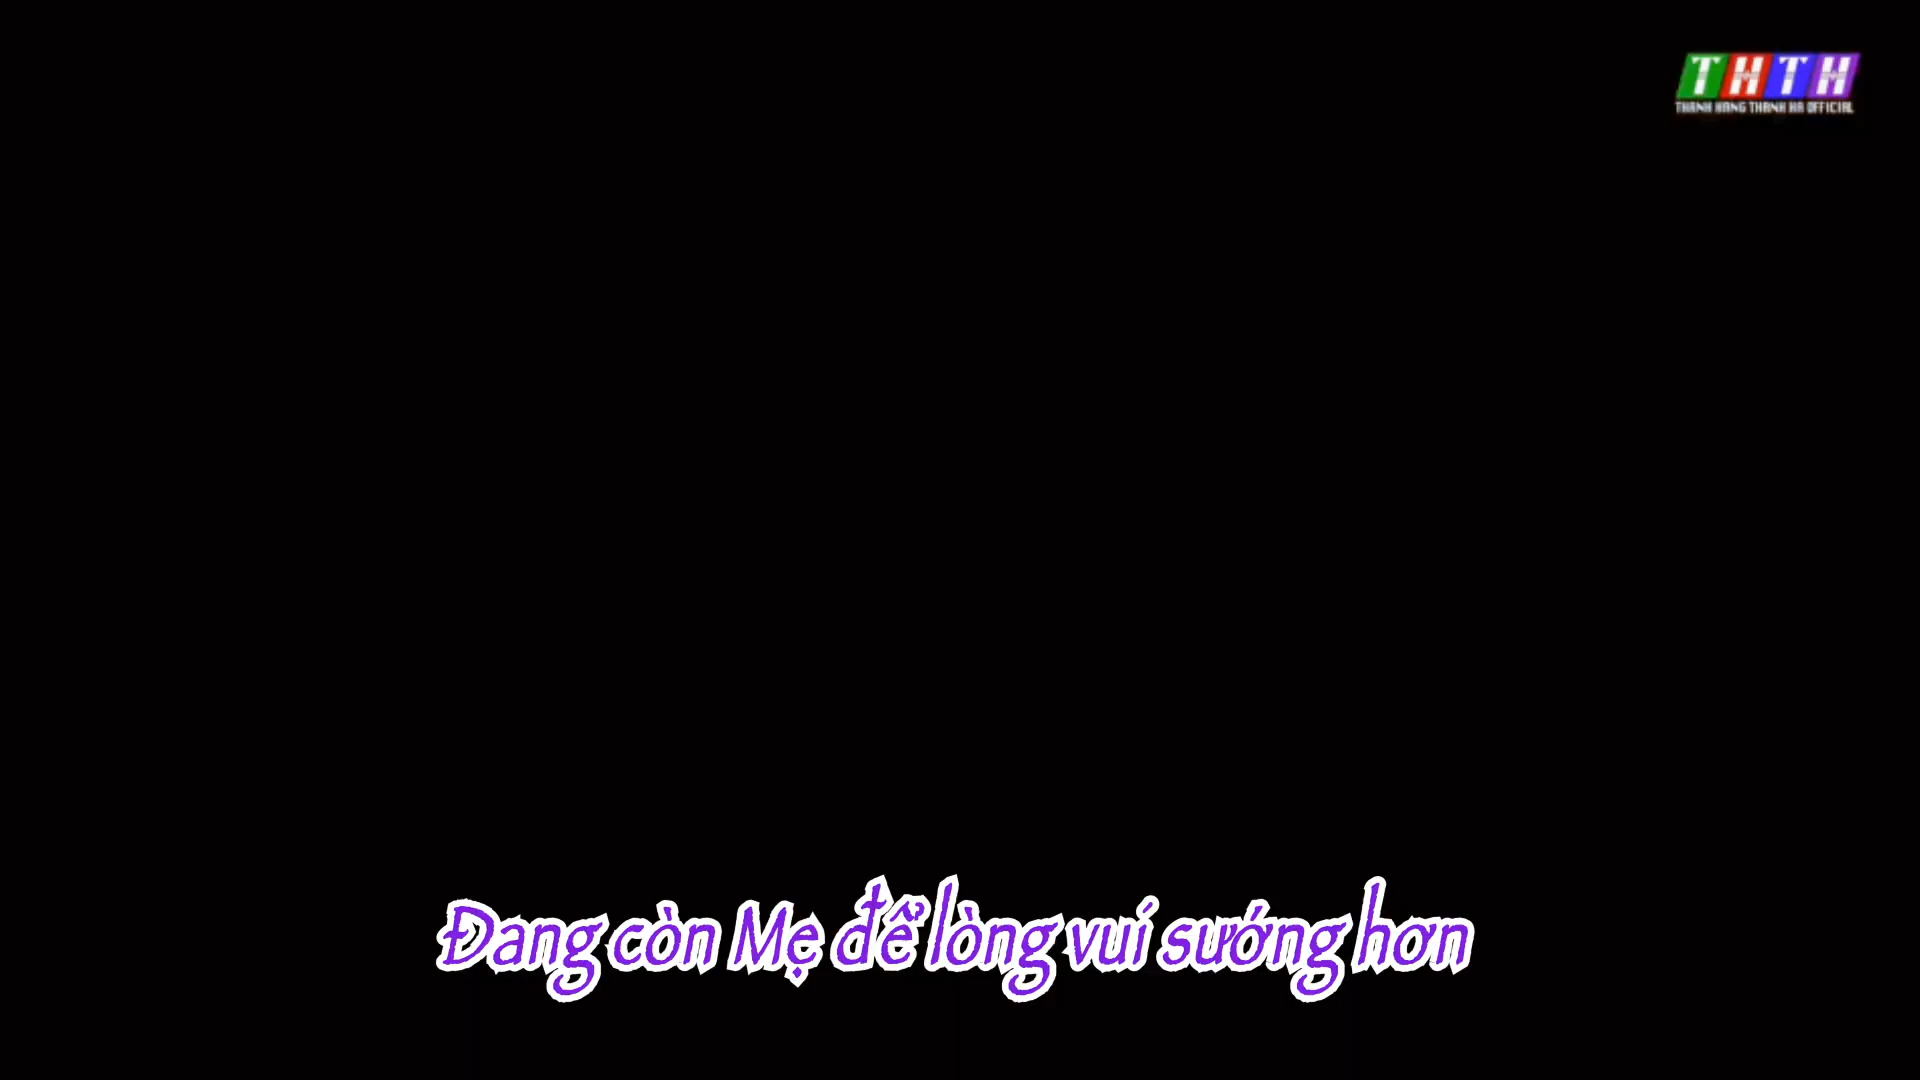 THTH
THANH HANG THANH HA OFFICIAL
Đang còn Mẹ để lòng vui sướng hơn